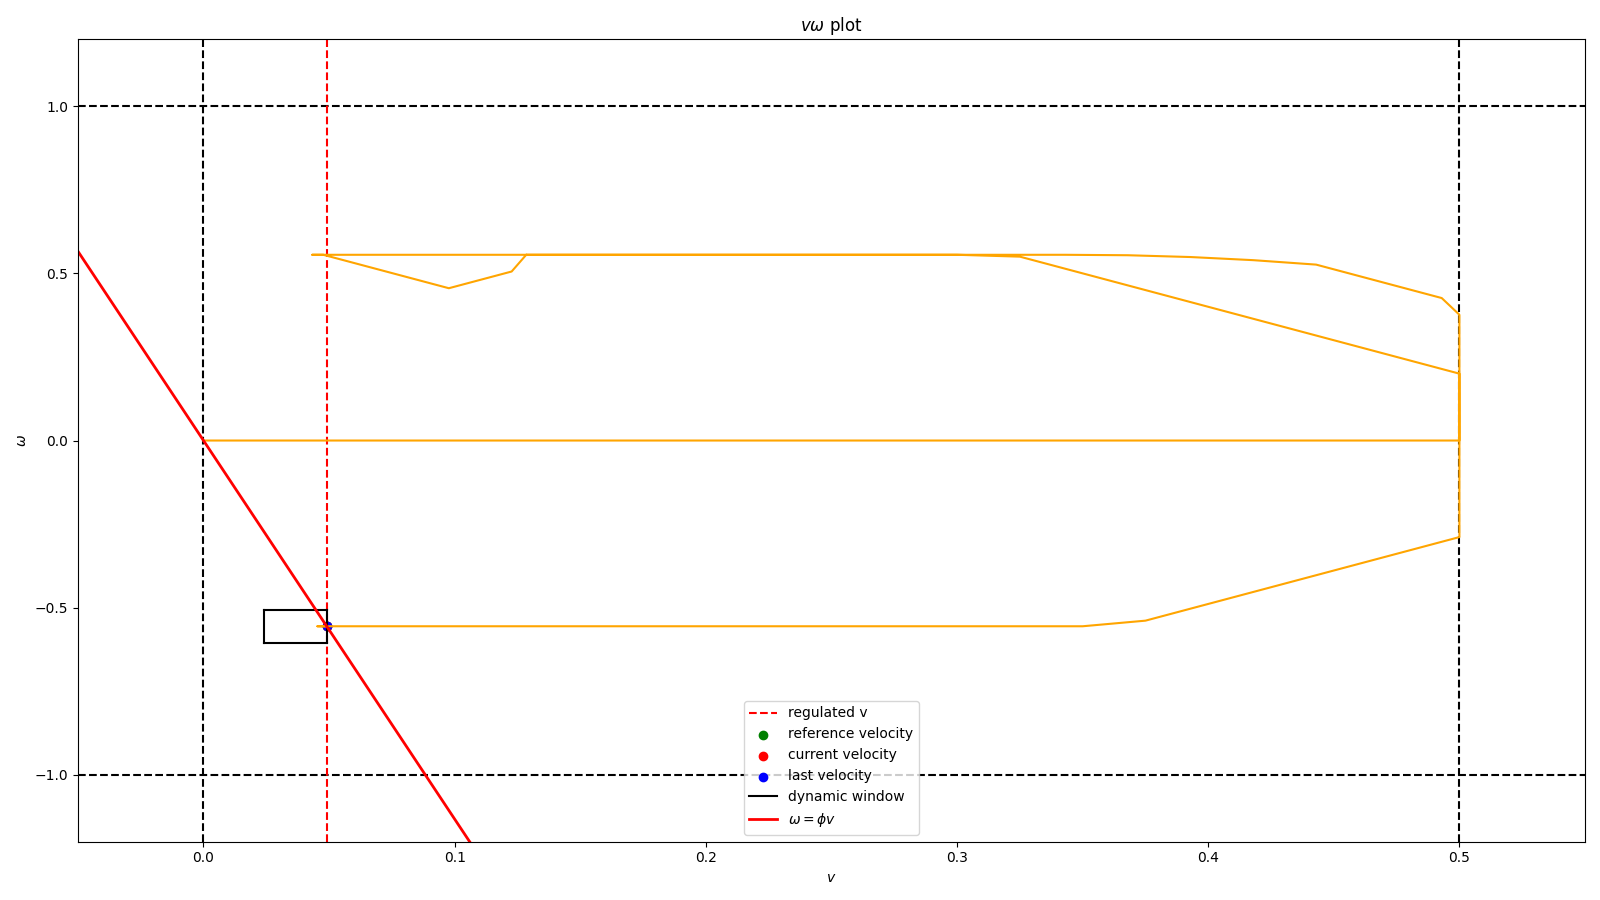 vω plot
1.0
0.5
0.0
−0.5
−1.0
ω
0.0
0.1
0.2
0.3
0.4
0.5
v
regulated v
reference velocity
current velocity
last velocity
dynamic window
ω = ϕv